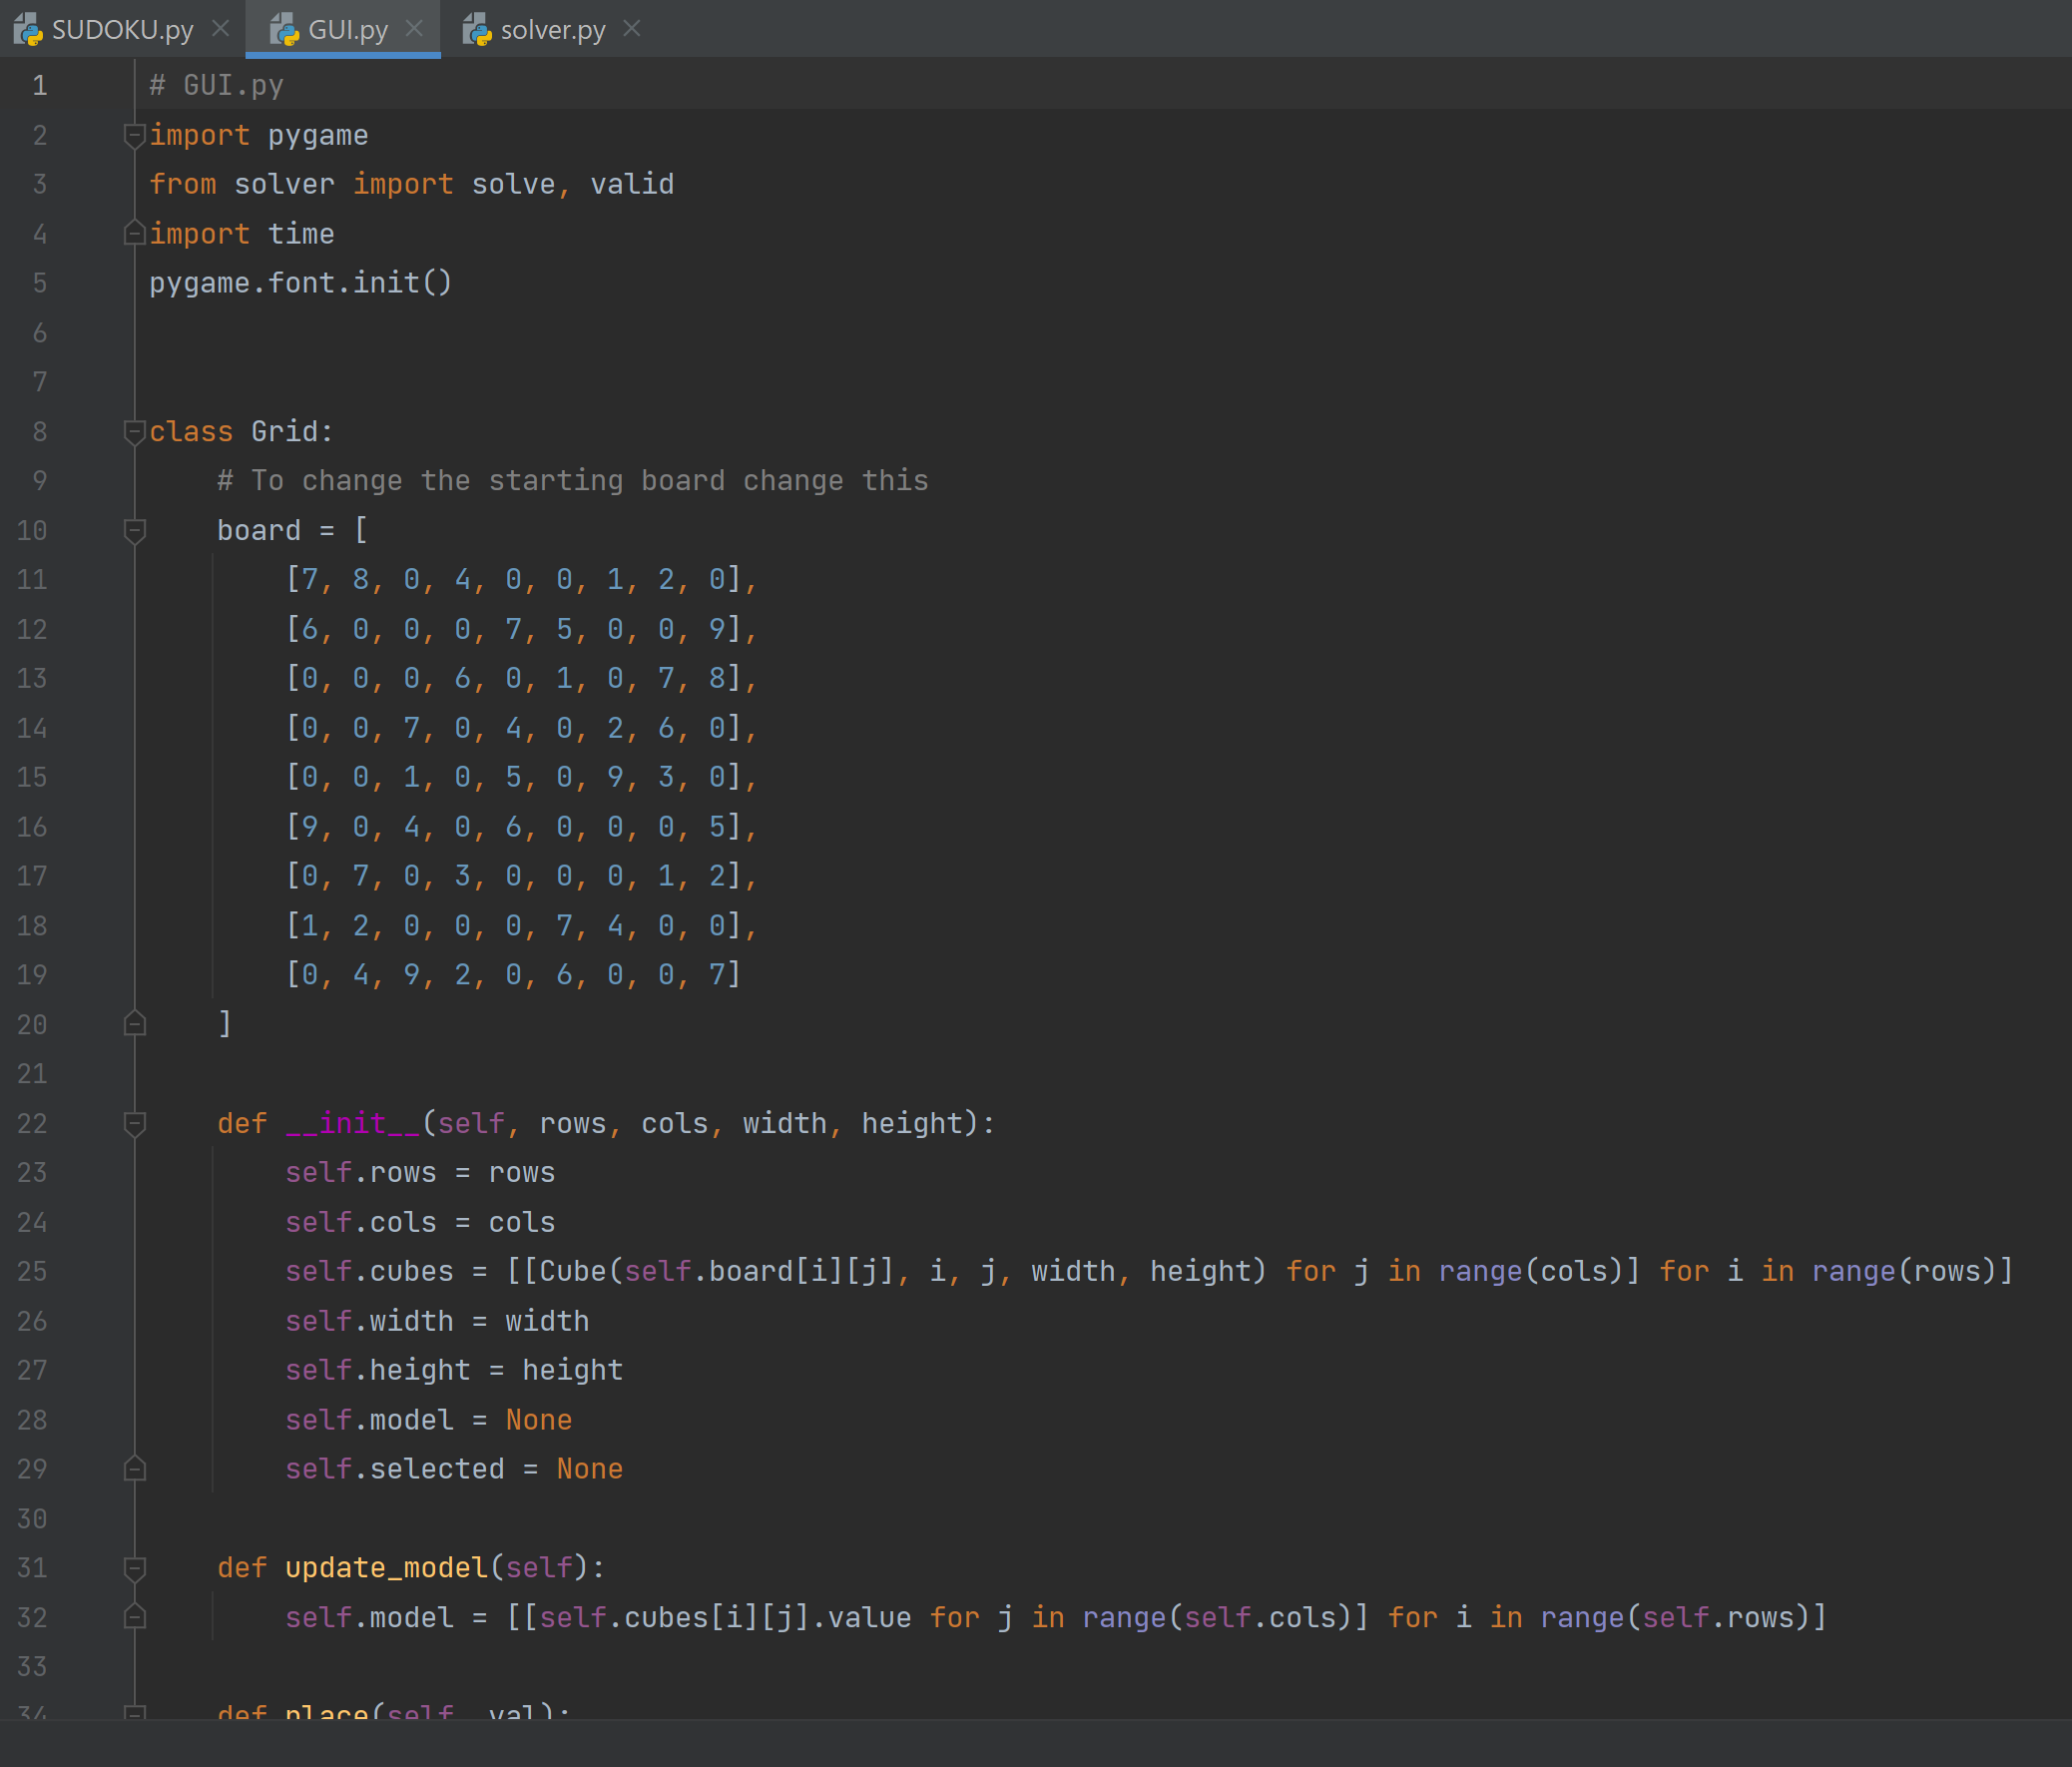 SUDOKU.py GUI.py solver.py
1 # GUI.py
2 import pygame
3 from solver import solve, valid
4 import time
5 pygame.font.init()
6
7
8 class Grid:
9     # To change the starting board change this
10     board = [
11         [7, 8, 0, 4, 0, 0, 1, 2, 0],
12         [6, 0, 0, 0, 7, 5, 0, 0, 9],
13         [0, 0, 0, 6, 0, 1, 0, 7, 8],
14         [0, 0, 7, 0, 4, 0, 2, 6, 0],
15         [0, 0, 1, 0, 5, 0, 9, 3, 0],
16         [9, 0, 4, 0, 6, 0, 0, 0, 5],
17         [0, 7, 0, 3, 0, 0, 0, 1, 2],
18         [1, 2, 0, 0, 0, 7, 4, 0, 0],
19         [0, 4, 9, 2, 0, 6, 0, 0, 7]
20     ]
21
22     def __init__(self, rows, cols, width, height):
23         self.rows = rows
24         self.cols = cols
25         self.cubes = [[Cube(self.board[i][j], i, j, width, height) for j in range(cols)] for i in range(rows)]
26         self.width = width
27         self.height = height
28         self.model = None
29         self.selected = None
30
31     def update_model(self):
32         self.model = [[self.cubes[i][j].value for j in range(self.cols)] for i in range(self.rows)]
33
34     def place(self, val):